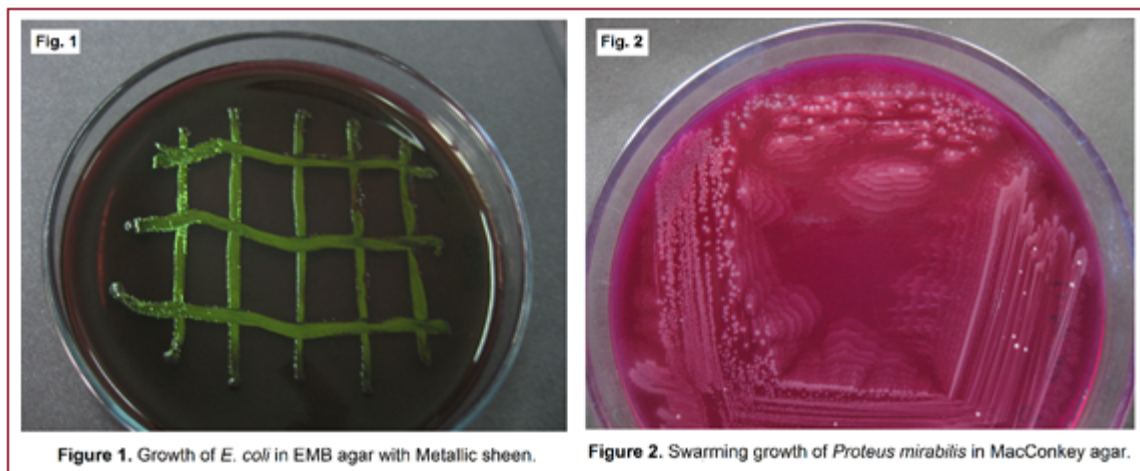 Fig. 1
Fig. 2
Figure 1. Growth of E. coli in EMB agar with Metallic sheen.
Figure 2. Swarming growth of Proteus mirabilis in MacConkey agar.